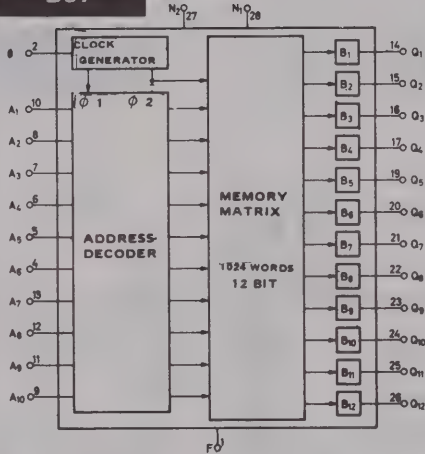 N2 27
N1 28
θ 2
CLOCK
GENERATOR
ϕ 1 ϕ 2
A1 10
A2 8
A3 7
A4 6
A5 5
A6 4
A7 13
A8 12
A9 11
A10 9
ADDRESS-
DECODER
MEMORY
MATRIX
1024 WORDS
12 BIT
B1 14 Q1
B2 15 Q2
B3 16 Q3
B4 17 Q4
B5 19 Q5
B6 20 Q6
B7 21 Q7
B8 22 Q8
B9 23 Q9
B10 24 Q10
B11 25 Q11
B12 26 Q12
F 1